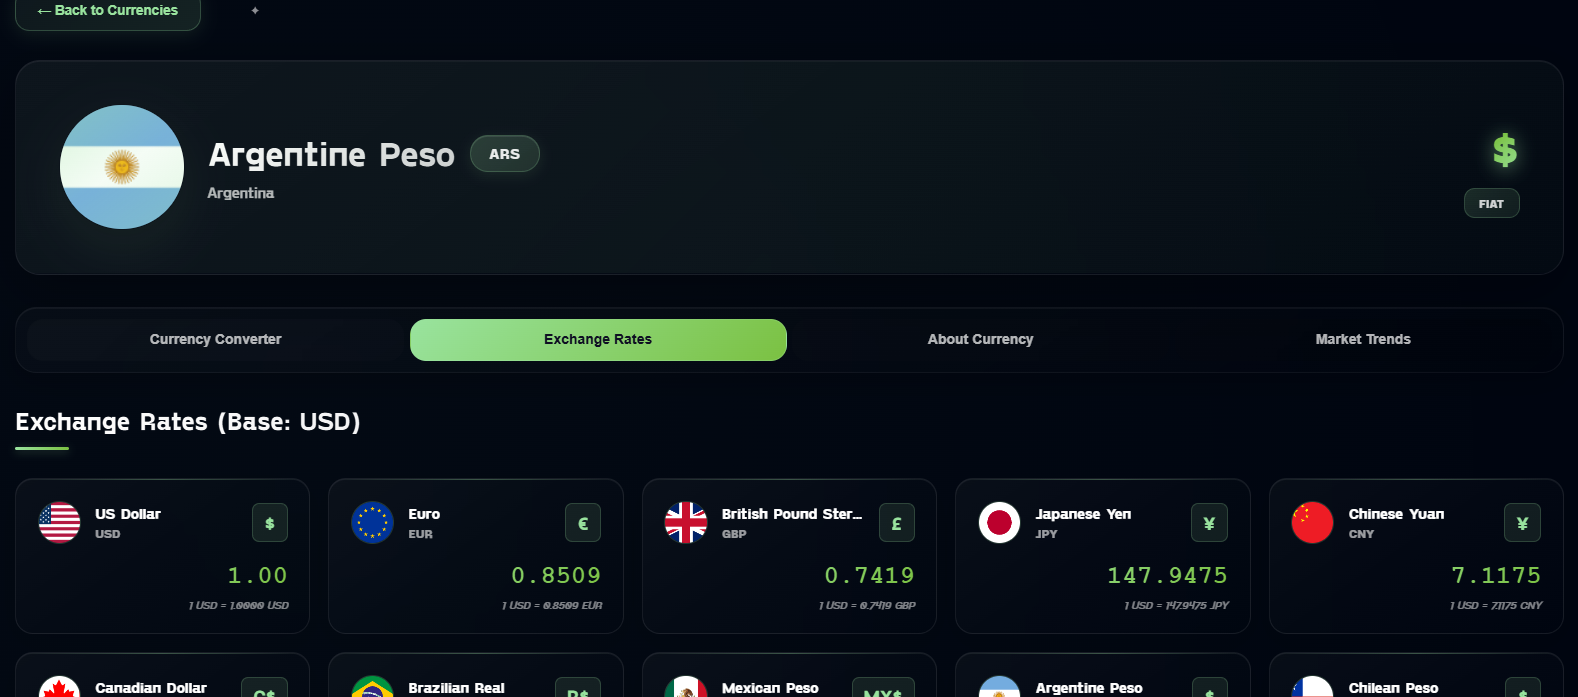 ← Back to Currencies
Argentine Peso ARS
Argentina
$
FIAT
Currency Converter Exchange Rates About Currency Market Trends
Exchange Rates (Base: USD)
US Dollar
USD
$
1.00
1 USD = 1.0000 USD
Euro
EUR
€
0.8509
1 USD = 0.8509 EUR
British Pound Ster...
GBP
£
0.7419
1 USD = 0.7419 GBP
Japanese Yen
JPY
¥
147.9475
1 USD = 147.9475 JPY
Chinese Yuan
CNY
¥
7.1175
1 USD = 7.1175 CNY
Canadian Dollar
C$
Brazilian Real
R$
Mexican Peso
MX$
Argentine Peso
$
Chilean Peso
$